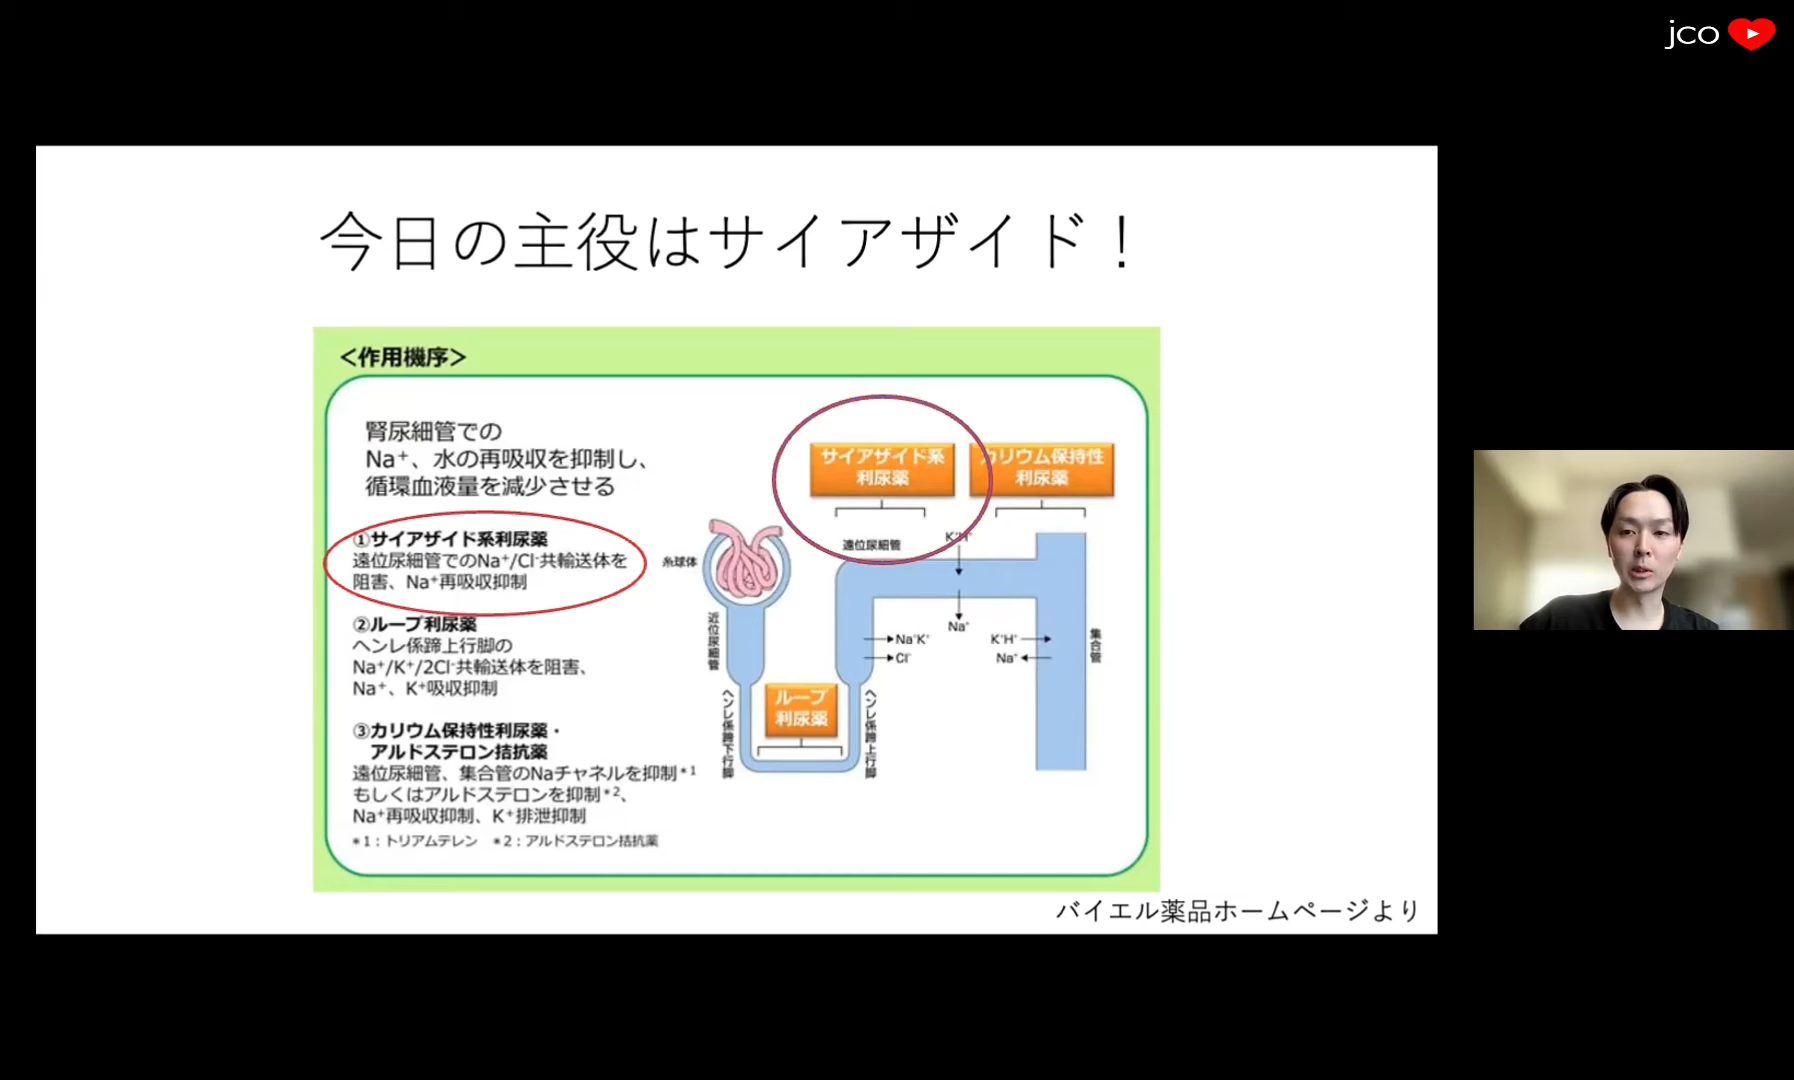 jco
今日の主役はサイアザイド！
＜作用機序＞
腎尿細管での
Na⁺、水の再吸収を抑制し、
循環血液量を減少させる
①サイアザイド系利尿薬
遠位尿細管でのNa⁺/Cl⁻共輸送体を
阻害、Na⁺再吸収抑制
②ループ利尿薬
ヘンレ係蹄上行脚の
Na⁺/K⁺/2Cl⁻共輸送体を阻害、
Na⁺、K⁺吸収抑制
③カリウム保持性利尿薬・
アルドステロン拮抗薬
遠位尿細管、集合管のNaチャネルを抑制＊1
もしくはアルドステロンを抑制＊2、
Na⁺再吸収抑制、K⁺排泄抑制
＊1：トリアムテレン　＊2：アルドステロン拮抗薬
サイアザイド系
利尿薬
カリウム保持性
利尿薬
遠位尿細管
K⁺H⁺
糸球体
近位尿細管
Na⁺
Na⁺K⁺
Cl⁻
K⁺H⁺
Na⁺
集合管
ループ
利尿薬
ヘンレ係蹄下行脚
ヘンレ係蹄上行脚
バイエル薬品ホームページより